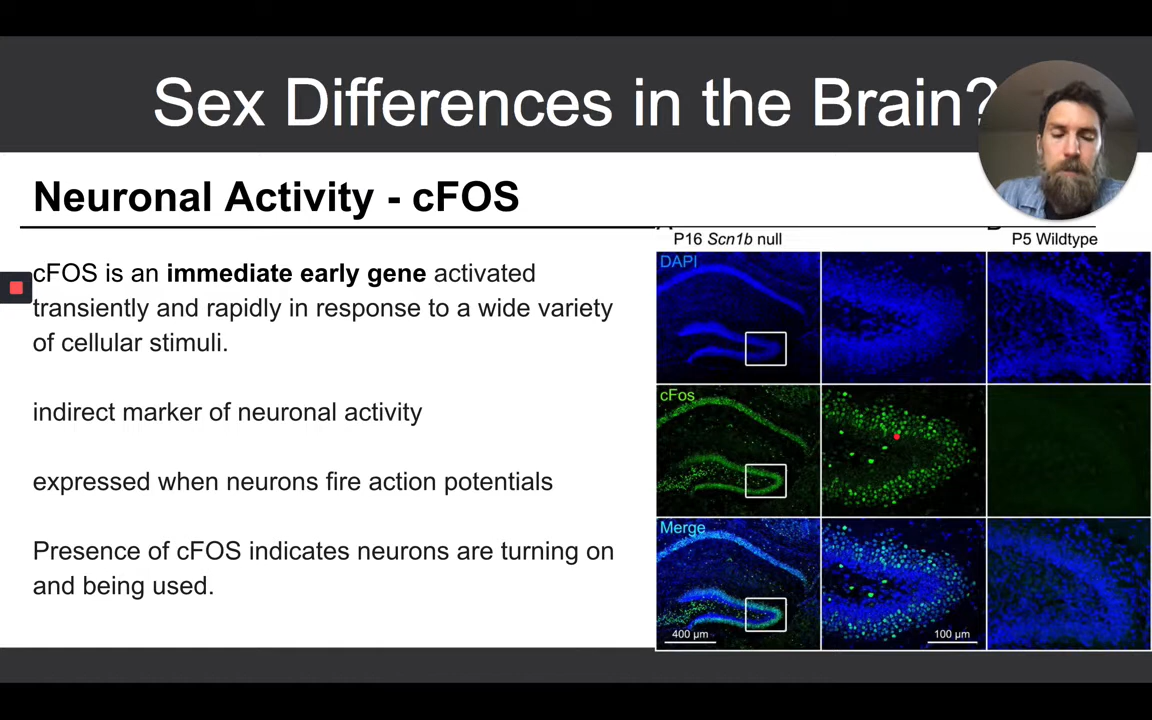 Sex Differences in the Brain?
Neuronal Activity - cFOS
cFOS is an immediate early gene activated
transiently and rapidly in response to a wide variety
of cellular stimuli.
indirect marker of neuronal activity
expressed when neurons fire action potentials
Presence of cFOS indicates neurons are turning on
and being used.
P16 Scn1b null
P5 Wildtype
DAPI
cFos
Merge
400 µm
100 µm